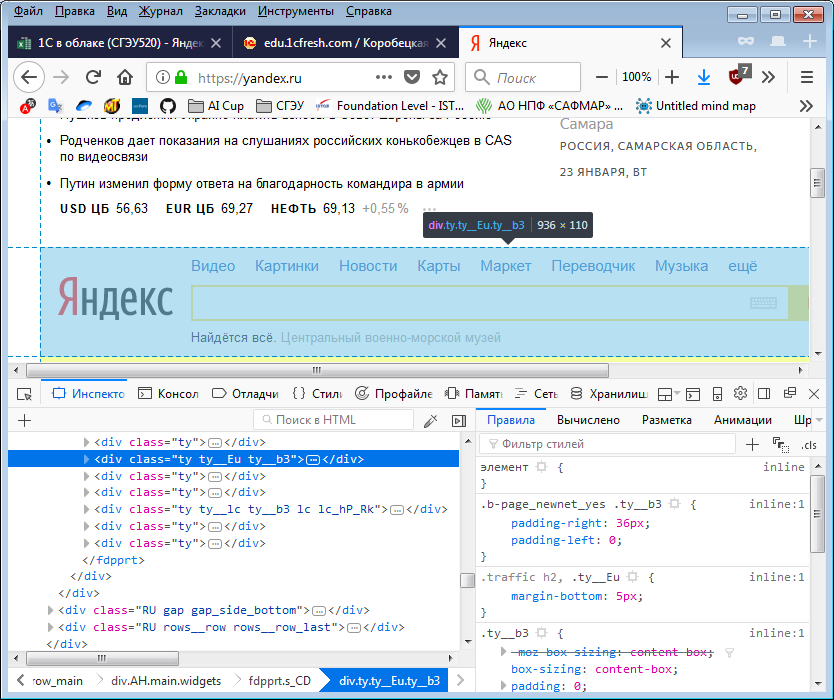 Файл Правка Вид Журнал Закладки Инструменты Справка
1С в облаке (СГЭУ520) - Яндек edu.1cfresh.com / Коробецкая Яндекс
https://yandex.ru Поиск 100% 7
AI Cup СГЭУ Foundation Level - IST... АО НПФ «САФМАР» ... Untitled mind map
Самара
Родченков дает показания на слушаниях российских конькобежцев в CAS
по видеосвязи
РОССИЯ, САМАРСКАЯ ОБЛАСТЬ,
23 ЯНВАРЯ, ВТ
Путин изменил форму ответа на благодарность командира в армии
USD ЦБ 56,63 EUR ЦБ 69,27 НЕФТЬ 69,13 +0,55 % ...
div.ty.ty__Eu.ty__b3 936 × 110
Видео Картинки Новости Карты Маркет Переводчик Музыка ещё
Яндекс
Найдётся всё. Центральный военно-морской музей
Инспекто Консол Отладчи Стили Профайле Памят Сеть Хранилищ
Поиск в HTML
Правила Вычислено Разметка Анимации Шр
Фильтр стилей .cls
<div class="ty">...</div>
<div class="ty ty__Eu ty__b3">...</div>
<div class="ty">...</div>
<div class="ty">...</div>
<div class="ty ty__lc ty__b3 lc lc_hP_Rk">...</div>
<div class="ty">...</div>
<div class="ty">...</div>
</fdpprt>
</div>
</div>
<div class="RU gap gap_side_bottom">...</div>
<div class="RU rows__row rows__row_last">...</div>
</div>
элемент { inline
}
.b-page_newnet_yes .ty__b3 { inline:1
padding-right: 36px;
padding-left: 0;
}
.traffic h2, .ty__Eu { inline:1
margin-bottom: 5px;
}
.ty__b3 { inline:1
-moz-box-sizing: content-box;
box-sizing: content-box;
padding: 0;
row_main div.AH.main.widgets fdpprt.s_CD div.ty.ty__Eu.ty__b3